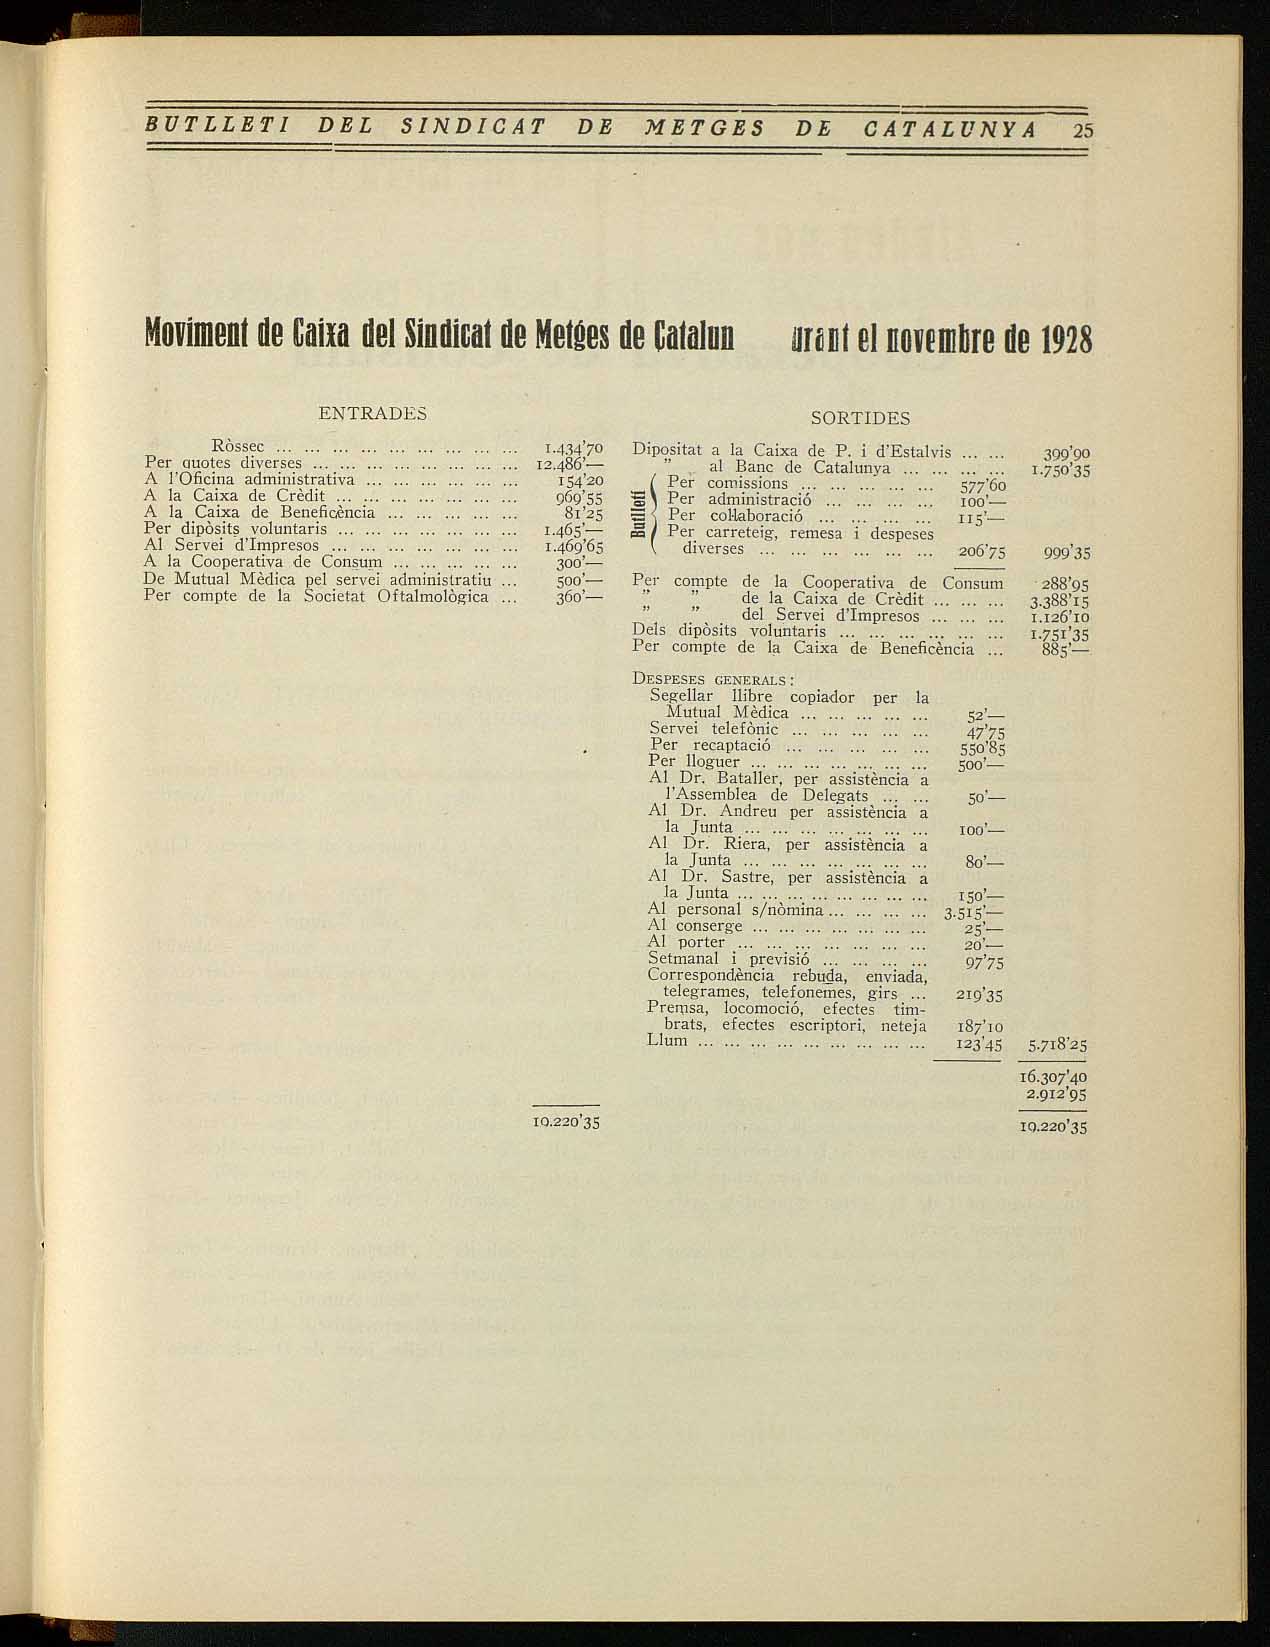 BUTLLETI DEL SINDICAT DE METGES DE CATALUNYA 25
Moviment de Caixa del Sindicat de Metges de Catalun urant el novembre de 1928
ENTRADES
Ròssec ... ... ... ... ... ... ... ... ... 1.434'70
Per quotes diverses ... ... ... ... ... ... ... ... 12.486'—
A l'Oficina administrativa ... ... ... ... ... ... 154'20
A la Caixa de Crèdit ... ... ... ... ... ... ... 969'55
A la Caixa de Beneficència ... ... ... ... ... 81'25
Per dipòsits voluntaris ... ... ... ... ... ... ... 1.465'—
Al Servei d'Impresos ... ... ... ... ... ... ... 1.469'65
A la Cooperativa de Consum ... ... ... ... ... 300'—
De Mutual Mèdica pel servei administratiu ... 500'—
Per compte de la Societat Oftalmològica ... 360'—
19.220'35
SORTIDES
Dipositat a la Caixa de P. i d'Estalvis ... ... 399'90
" al Banc de Catalunya ... ... ... ... 1.750'35
Butlletí
Per comissions ... ... ... ... ... 577'60
Per administració ... ... ... ... 100'—
Per col·laboració ... ... ... ... 115'—
Per carreteig, remesa i despeses
diverses ... ... ... ... ... ... 206'75 999'35
Per compte de la Cooperativa de Consum 288'95
" " de la Caixa de Crèdit ... ... ... 3.388'15
" " del Servei d'Impresos ... ... ... 1.126'10
Dels dipòsits voluntaris ... ... ... ... ... ... 1.751'35
Per compte de la Caixa de Beneficència ... 885'—
DESPESES GENERALS:
Segellar llibre copiador per la
Mutual Mèdica ... ... ... ... ... 52'—
Servei telefònic ... ... ... ... ... 47'75
Per recaptació ... ... ... ... ... 550'85
Per lloguer ... ... ... ... ... ... ... 500'—
Al Dr. Bataller, per assistència a
l'Assemblea de Delegats ... ... 50'—
Al Dr. Andreu per assistència a
la Junta ... ... ... ... ... ... ... 100'—
Al Dr. Riera, per assistència a
la Junta ... ... ... ... ... ... ... 80'—
Al Dr. Sastre, per assistència a
la Junta ... ... ... ... ... ... ... ... 150'—
Al personal s/nòmina ... ... ... ... 3.515'—
Al conserge ... ... ... ... ... ... ... 25'—
Al porter ... ... ... ... ... ... ... 20'—
Setmanal i previsió ... ... ... ... 97'75
Correspondència rebuda, enviada,
telegrames, telefonemes, girs ... 219'35
Premsa, locomoció, efectes tim-
brats, efectes escriptori, neteja 187'10
Llum ... ... ... ... ... ... ... ... ... 123'45 5.718'25
16.307'40
2.912'95
19.220'35